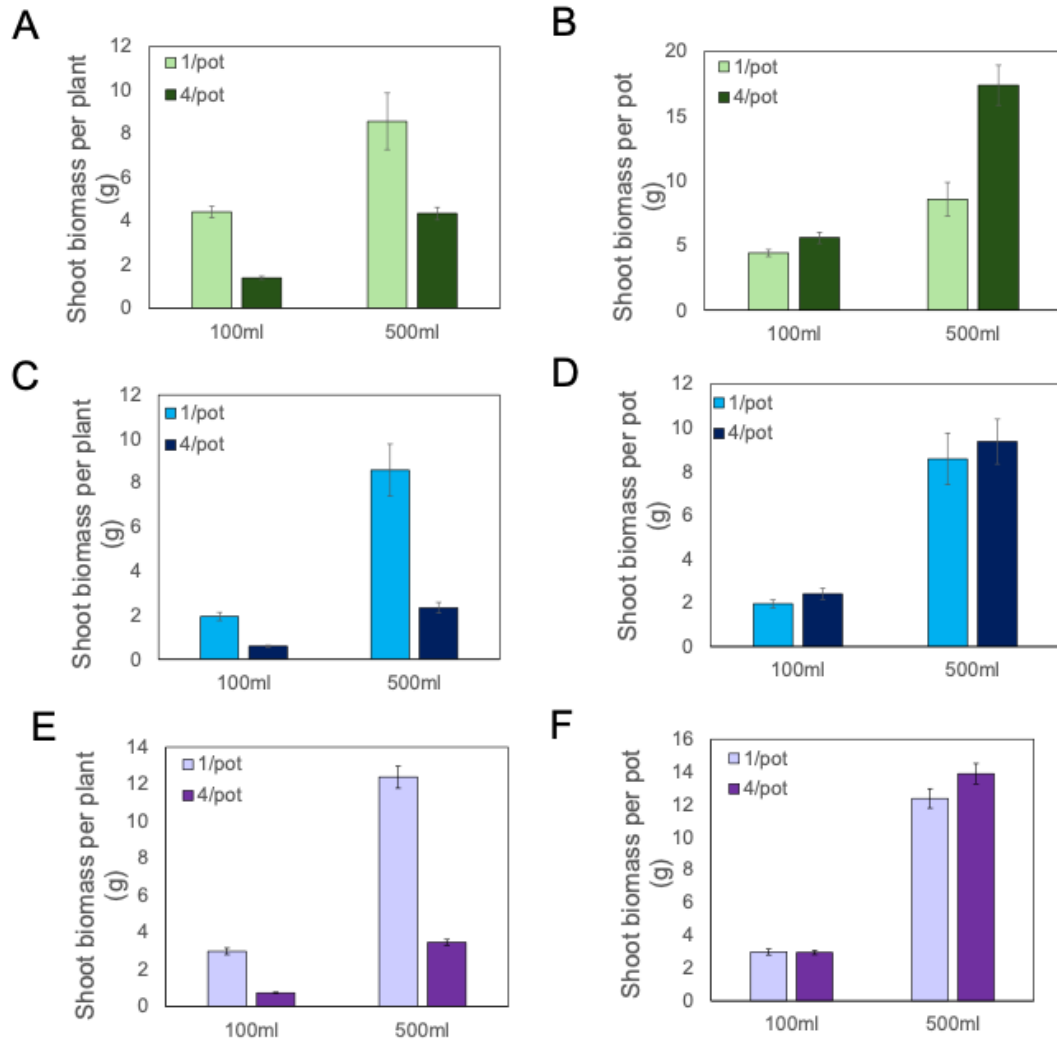 A
Shoot biomass per plant
(g)
12
10
8
6
4
2
0
1/pot
4/pot
100ml
500ml
B
Shoot biomass per pot
(g)
20
15
10
5
0
1/pot
4/pot
100ml
500ml
C
Shoot biomass per plant
(g)
12
10
8
6
4
2
0
1/pot
4/pot
100ml
500ml
D
Shoot biomass per pot
(g)
12
10
8
6
4
2
0
1/pot
4/pot
100ml
500ml
E
Shoot biomass per plant
(g)
14
12
10
8
6
4
2
0
1/pot
4/pot
100ml
500ml
F
Shoot biomass per pot
(g)
16
14
12
10
8
6
4
2
0
1/pot
4/pot
100ml
500ml